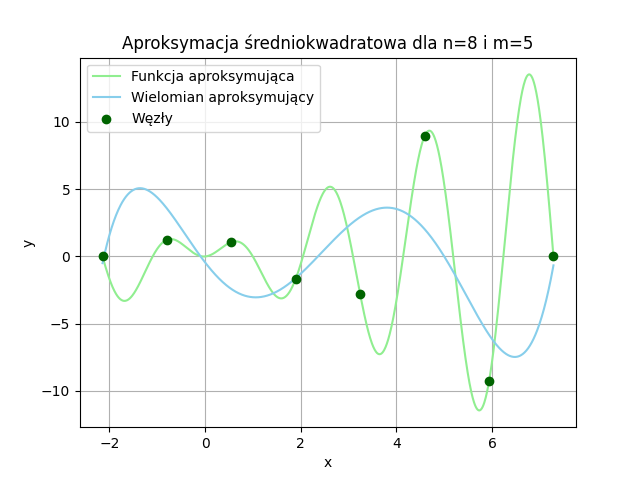 Aproksymacja średniokwadratowa dla n=8 i m=5
Funkcja aproksymująca
Wielomian aproksymujący
Węzły
10
5
0
−5
−10
y
−2
0
2
4
6
x